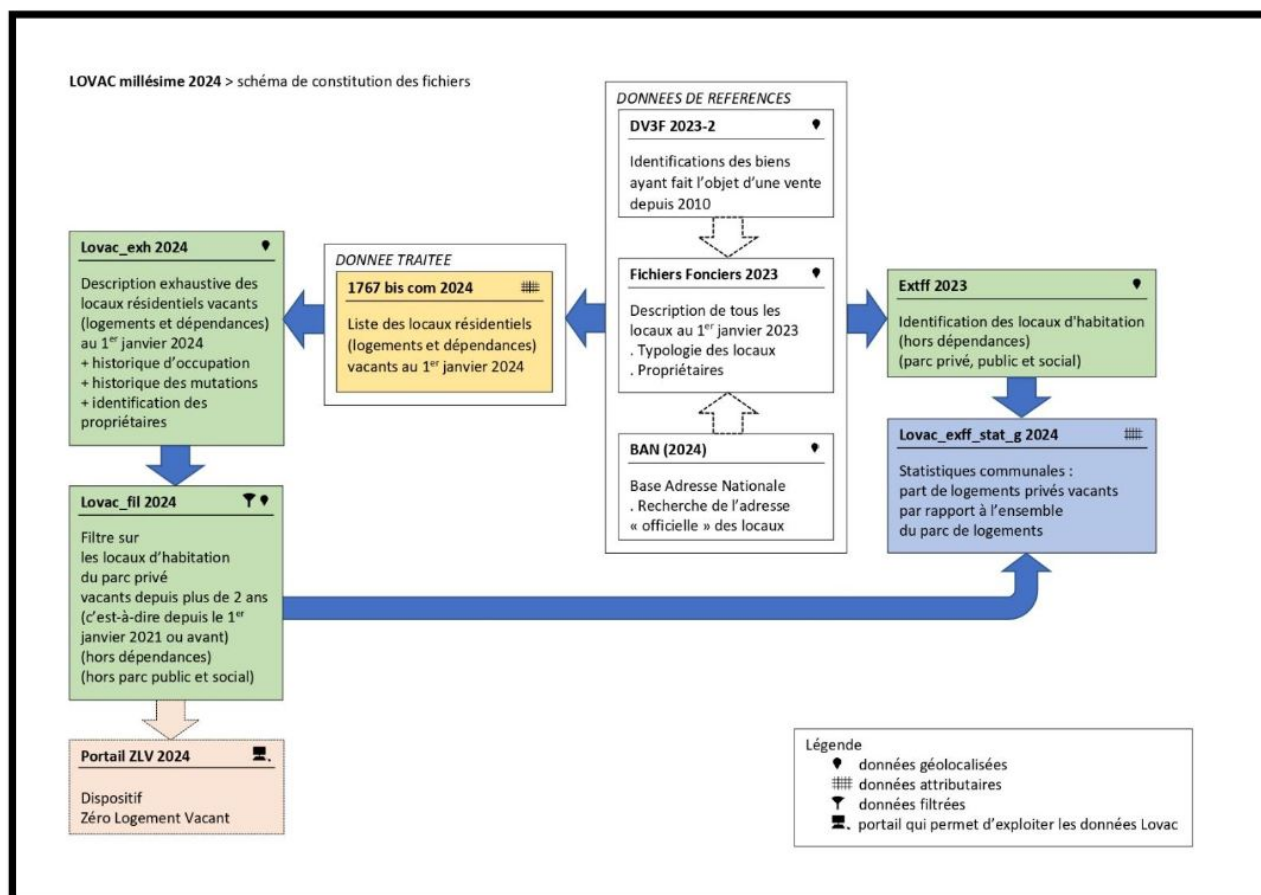 LOVAC millésime 2024 > schéma de constitution des fichiers
DONNEES DE REFERENCES
DV3F 2023-2
Identifications des biens
ayant fait l’objet d’une vente
depuis 2010
Lovac_exh 2024
Description exhaustive des
locaux résidentiels vacants
(logements et dépendances)
au 1er janvier 2024
+ historique d’occupation
+ historique des mutations
+ identification des
propriétaires
DONNEE TRAITEE
1767 bis com 2024
Liste des locaux résidentiels
(logements et dépendances)
vacants au 1er janvier 2024
Fichiers Fonciers 2023
Description de tous les
locaux au 1er janvier 2023
. Typologie des locaux
. Propriétaires
Extff 2023
Identification des locaux d'habitation
(hors dépendances)
(parc privé, public et social)
BAN (2024)
Base Adresse Nationale
. Recherche de l’adresse
« officielle » des locaux
Lovac_exff_stat_g 2024
Statistiques communales :
part de logements privés vacants
par rapport à l’ensemble
du parc de logements
Lovac_fil 2024
Filtre sur
les locaux d’habitation
du parc privé
vacants depuis plus de 2 ans
(c’est-à-dire depuis le 1er
janvier 2021 ou avant)
(hors dépendances)
(hors parc public et social)
Portail ZLV 2024
Dispositif
Zéro Logement Vacant
Légende
données géolocalisées
données attributaires
données filtrées
portail qui permet d’exploiter les données Lovac